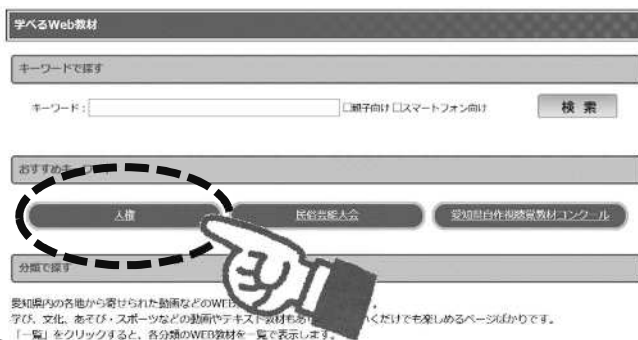 学べるWeb教材
キーワードで探す
キーワード: □親子向け □スマートフォン向け 検索
おすすめキーワード
人権 民俗芸能大会 愛知県自作視聴覚教材コンクール
分類で探す
愛知県内の各地から寄せられた動画などのWEB
学び、文化、あそび・スポーツなどの動画やテキスト教材もあ くだけでも楽しめるページばかりです。
「一覧」をクリックすると、各分類のWEB教材を一覧で表示します。